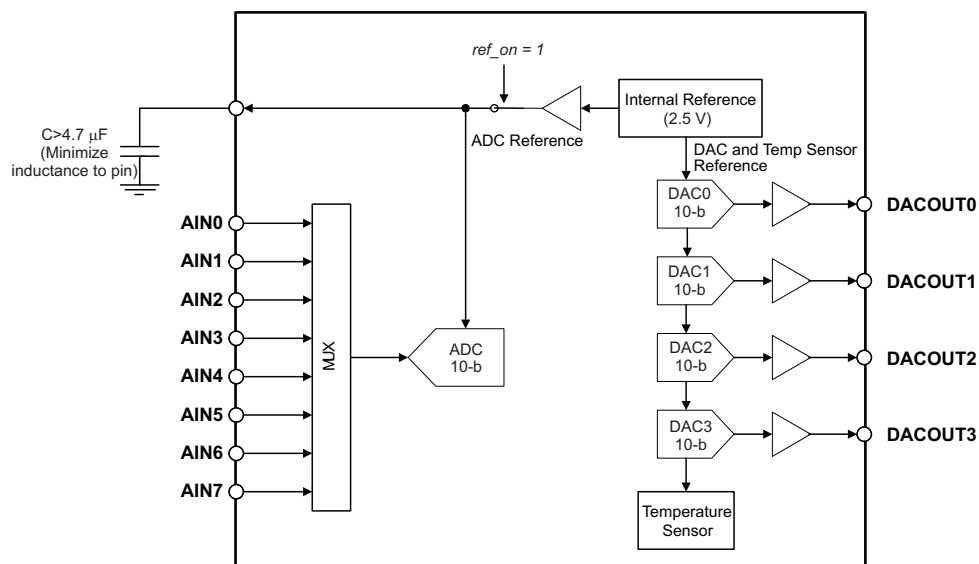 ref_on = 1
C>4.7 μF
(Minimize
inductance to pin)
Internal Reference
(2.5 V)
ADC Reference
DAC and Temp Sensor
Reference
DAC0
10-b
DACOUT0
AIN0
AIN1
DAC1
10-b
DACOUT1
AIN2
AIN3
MUX
ADC
10-b
DAC2
10-b
DACOUT2
AIN4
AIN5
DAC3
10-b
DACOUT3
AIN6
AIN7
Temperature
Sensor